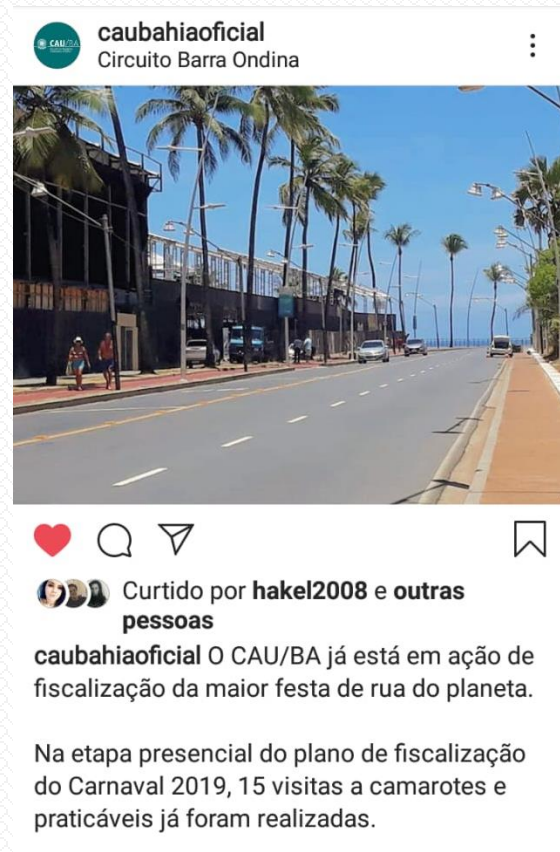 CAU/BA
caubahiaoficial
Circuito Barra Ondina
Curtido por hakel2008 e outras
pessoas
caubahiaoficial O CAU/BA já está em ação de
fiscalização da maior festa de rua do planeta.
Na etapa presencial do plano de fiscalização
do Carnaval 2019, 15 visitas a camarotes e
praticáveis já foram realizadas.